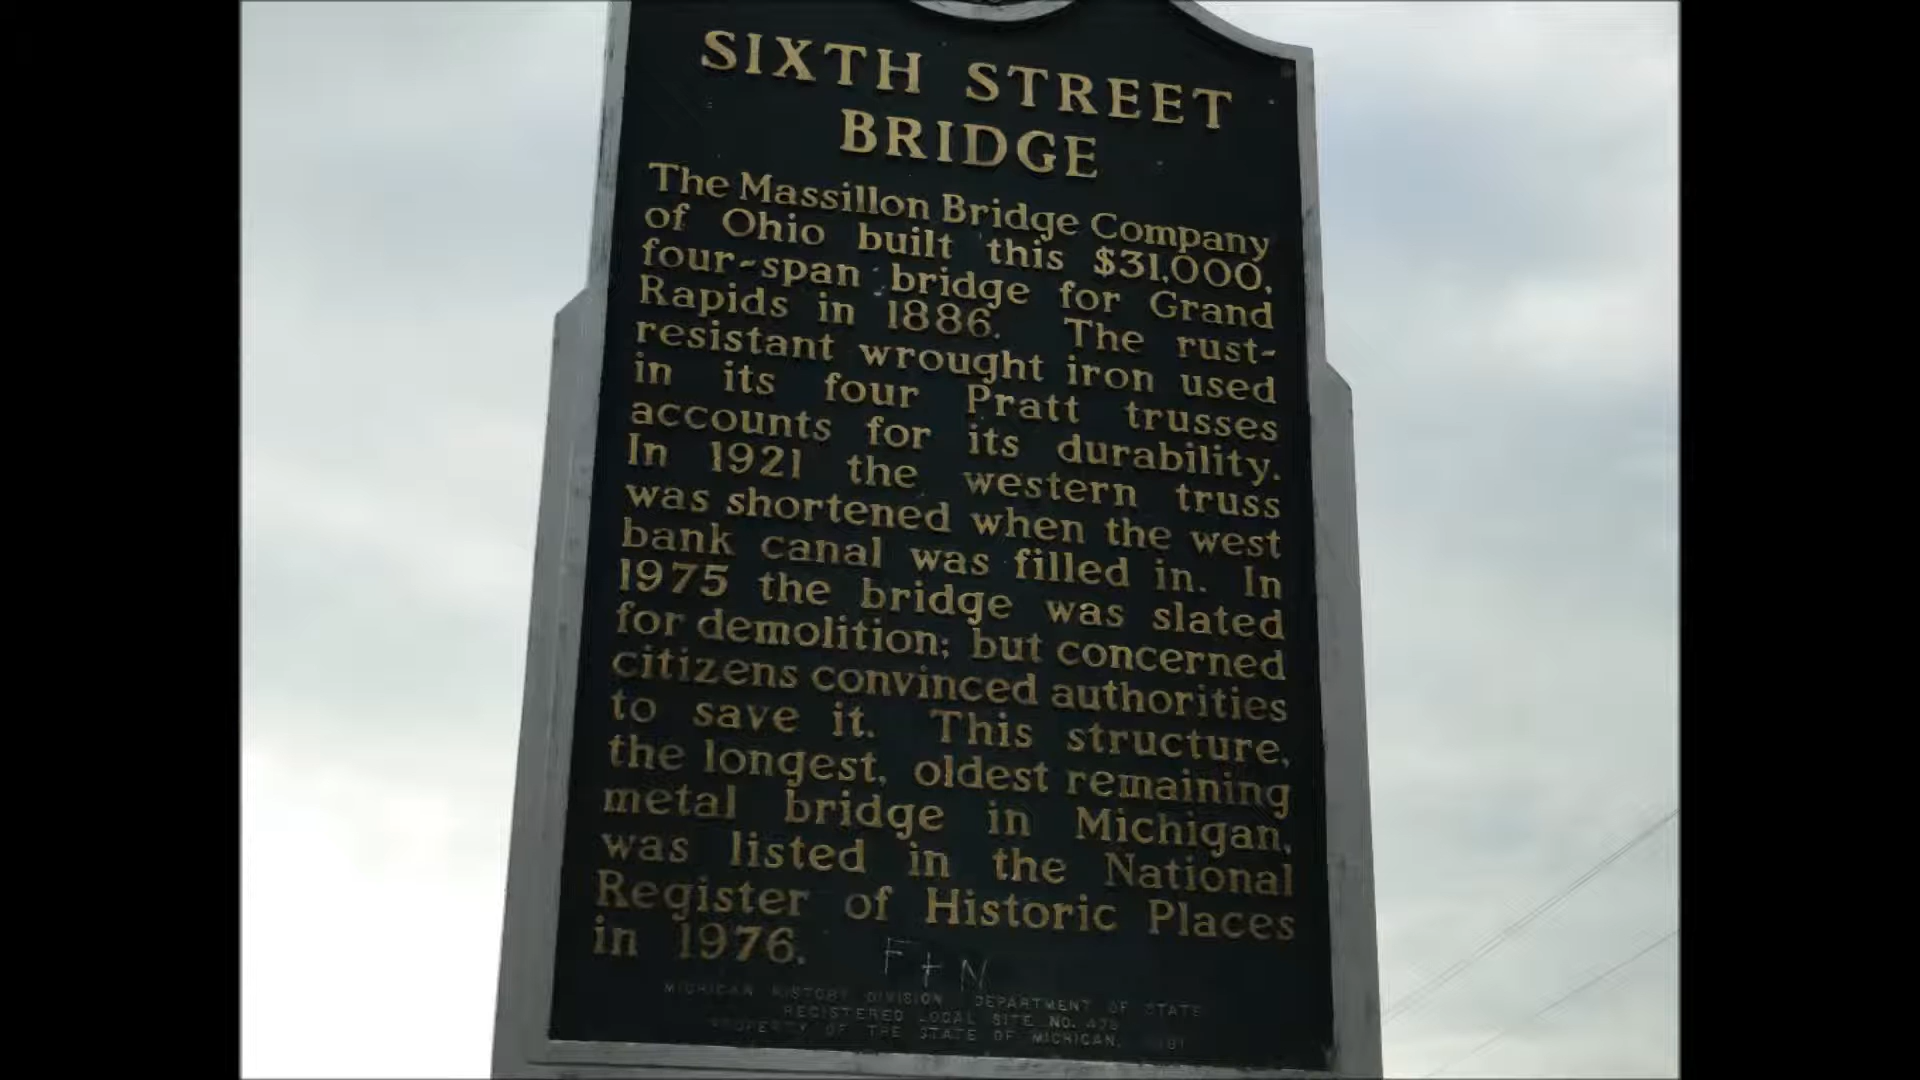 SIXTH STREET
BRIDGE
The Massillon Bridge Company
of Ohio built this $31,000,
four-span bridge for Grand
Rapids in 1886. The rust-
resistant wrought iron used
in its four Pratt trusses
accounts for its durability.
In 1921 the western truss
was shortened when the west
bank canal was filled in. In
1975 the bridge was slated
for demolition; but concerned
citizens convinced authorities
to save it. This structure,
the longest, oldest remaining
metal bridge in Michigan,
was listed in the National
Register of Historic Places
in 1976.
F + N
MICHIGAN HISTORY DIVISION, DEPARTMENT OF STATE
REGISTERED LOCAL SITE NO.
PROPERTY OF THE STATE OF MICHIGAN,